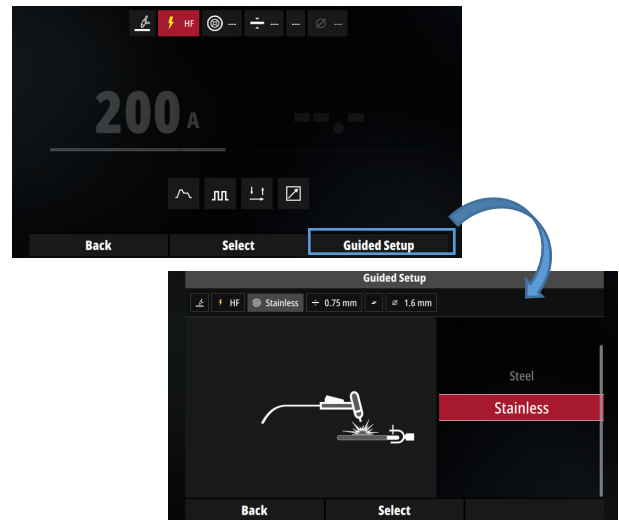 HF -- -- -- Ø --
200 A --.-
Back Select Guided Setup
Guided Setup
HF Stainless ÷ 0.75 mm Ø 1.6 mm
Steel
Stainless
Back Select